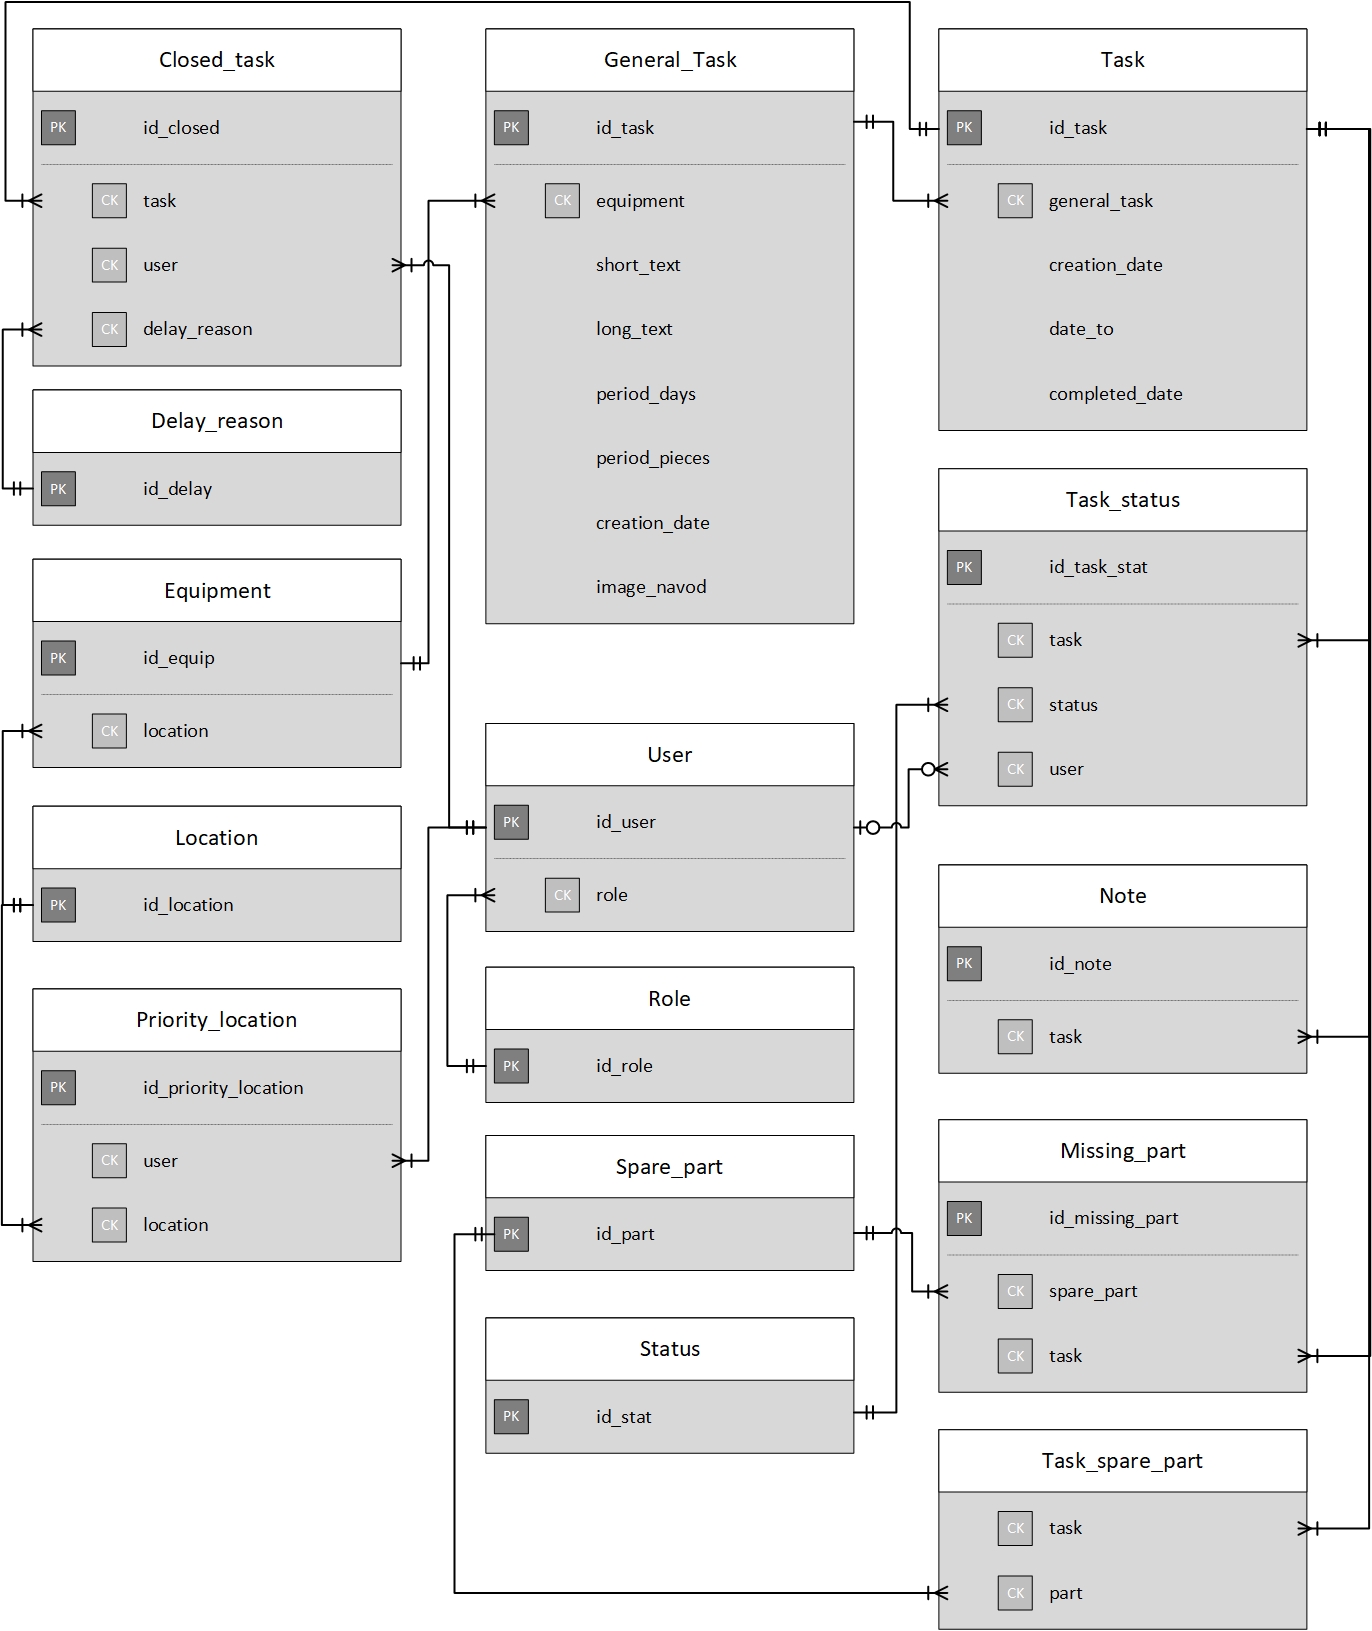 Closed_task
PK id_closed
CK task
CK user
CK delay_reason
Delay_reason
PK id_delay
Equipment
PK id_equip
CK location
Location
PK id_location
Priority_location
PK id_priority_location
CK user
CK location
General_Task
PK id_task
CK equipment
short_text
long_text
period_days
period_pieces
creation_date
image_navod
User
PK id_user
CK role
Role
PK id_role
Spare_part
PK id_part
Status
PK id_stat
Task
PK id_task
CK general_task
creation_date
date_to
completed_date
Task_status
PK id_task_stat
CK task
CK status
CK user
Note
PK id_note
CK task
Missing_part
PK id_missing_part
CK spare_part
CK task
Task_spare_part
CK task
CK part